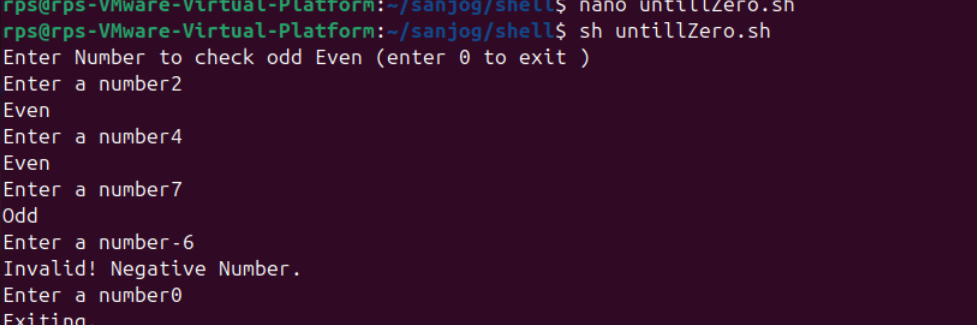 rps@rps-VMware-Virtual-Platform:~/sanjog/shell$ nano untillZero.sh
rps@rps-VMware-Virtual-Platform:~/sanjog/shell$ sh untillZero.sh
Enter Number to check odd Even (enter 0 to exit )
Enter a number2
Even
Enter a number4
Even
Enter a number7
Odd
Enter a number-6
Invalid! Negative Number.
Enter a number0
Exiting.